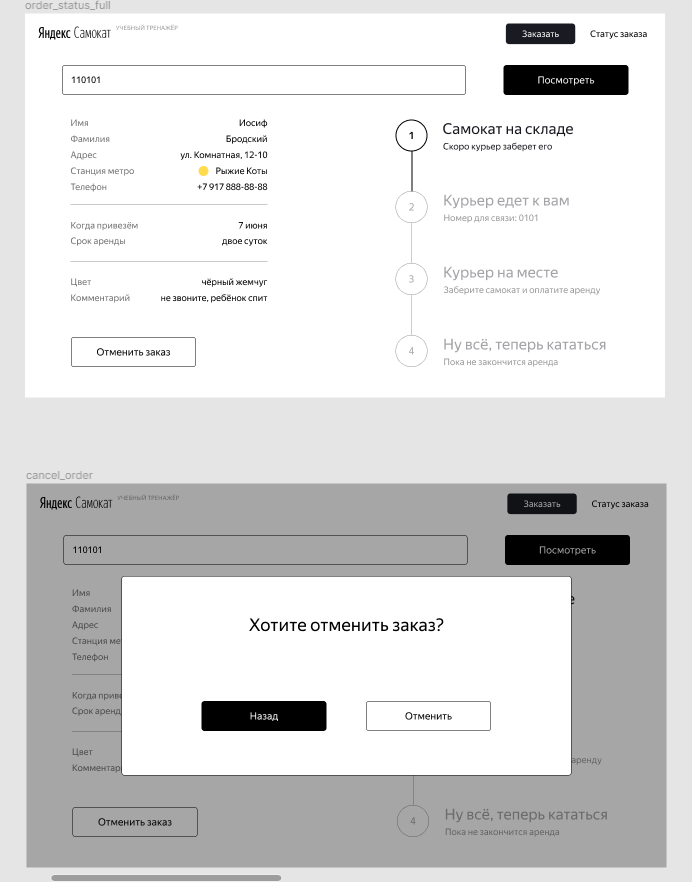 order_status_full
Яндекс Самокат УЧЕБНЫЙ ТРЕНАЖЁР
Заказать Статус заказа
110101 Посмотреть
Имя Иосиф
Фамилия Бродский
Адрес ул. Комнатная, 12-10
Станция метро Рыжие Коты
Телефон +7 917 888-88-88
Когда привезём 7 июня
Срок аренды двое суток
Цвет чёрный жемчуг
Комментарий не звоните, ребёнок спит
Отменить заказ
1 Самокат на складе
Скоро курьер заберет его
2 Курьер едет к вам
Номер для связи: 0101
3 Курьер на месте
Заберите самокат и оплатите аренду
4 Ну всё, теперь кататься
Пока не закончится аренда
cancel_order
Яндекс Самокат УЧЕБНЫЙ ТРЕНАЖЁР
Заказать Статус заказа
110101 Посмотреть
Имя
Фамилия
Адрес
Станция ме
Телефон
Когда приве
Срок аренд
Цвет
Комментар
е
Хотите отменить заказ?
Назад Отменить
аренду
Отменить заказ
4 Ну всё, теперь кататься
Пока не закончится аренда